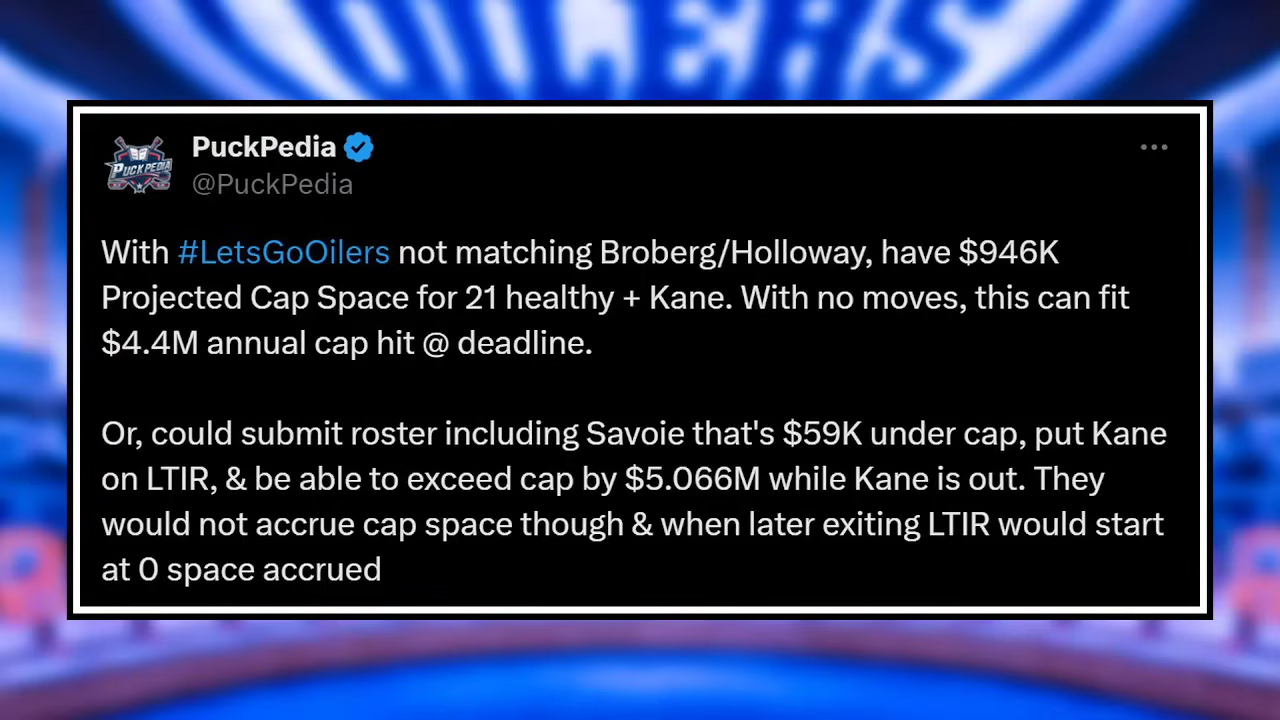 OILERS
PUCKPEDIA
PuckPedia
@PuckPedia
With #LetsGoOilers not matching Broberg/Holloway, have $946K
Projected Cap Space for 21 healthy + Kane. With no moves, this can fit
$4.4M annual cap hit @ deadline.
Or, could submit roster including Savoie that's $59K under cap, put Kane
on LTIR, & be able to exceed cap by $5.066M while Kane is out. They
would not accrue cap space though & when later exiting LTIR would start
at 0 space accrued